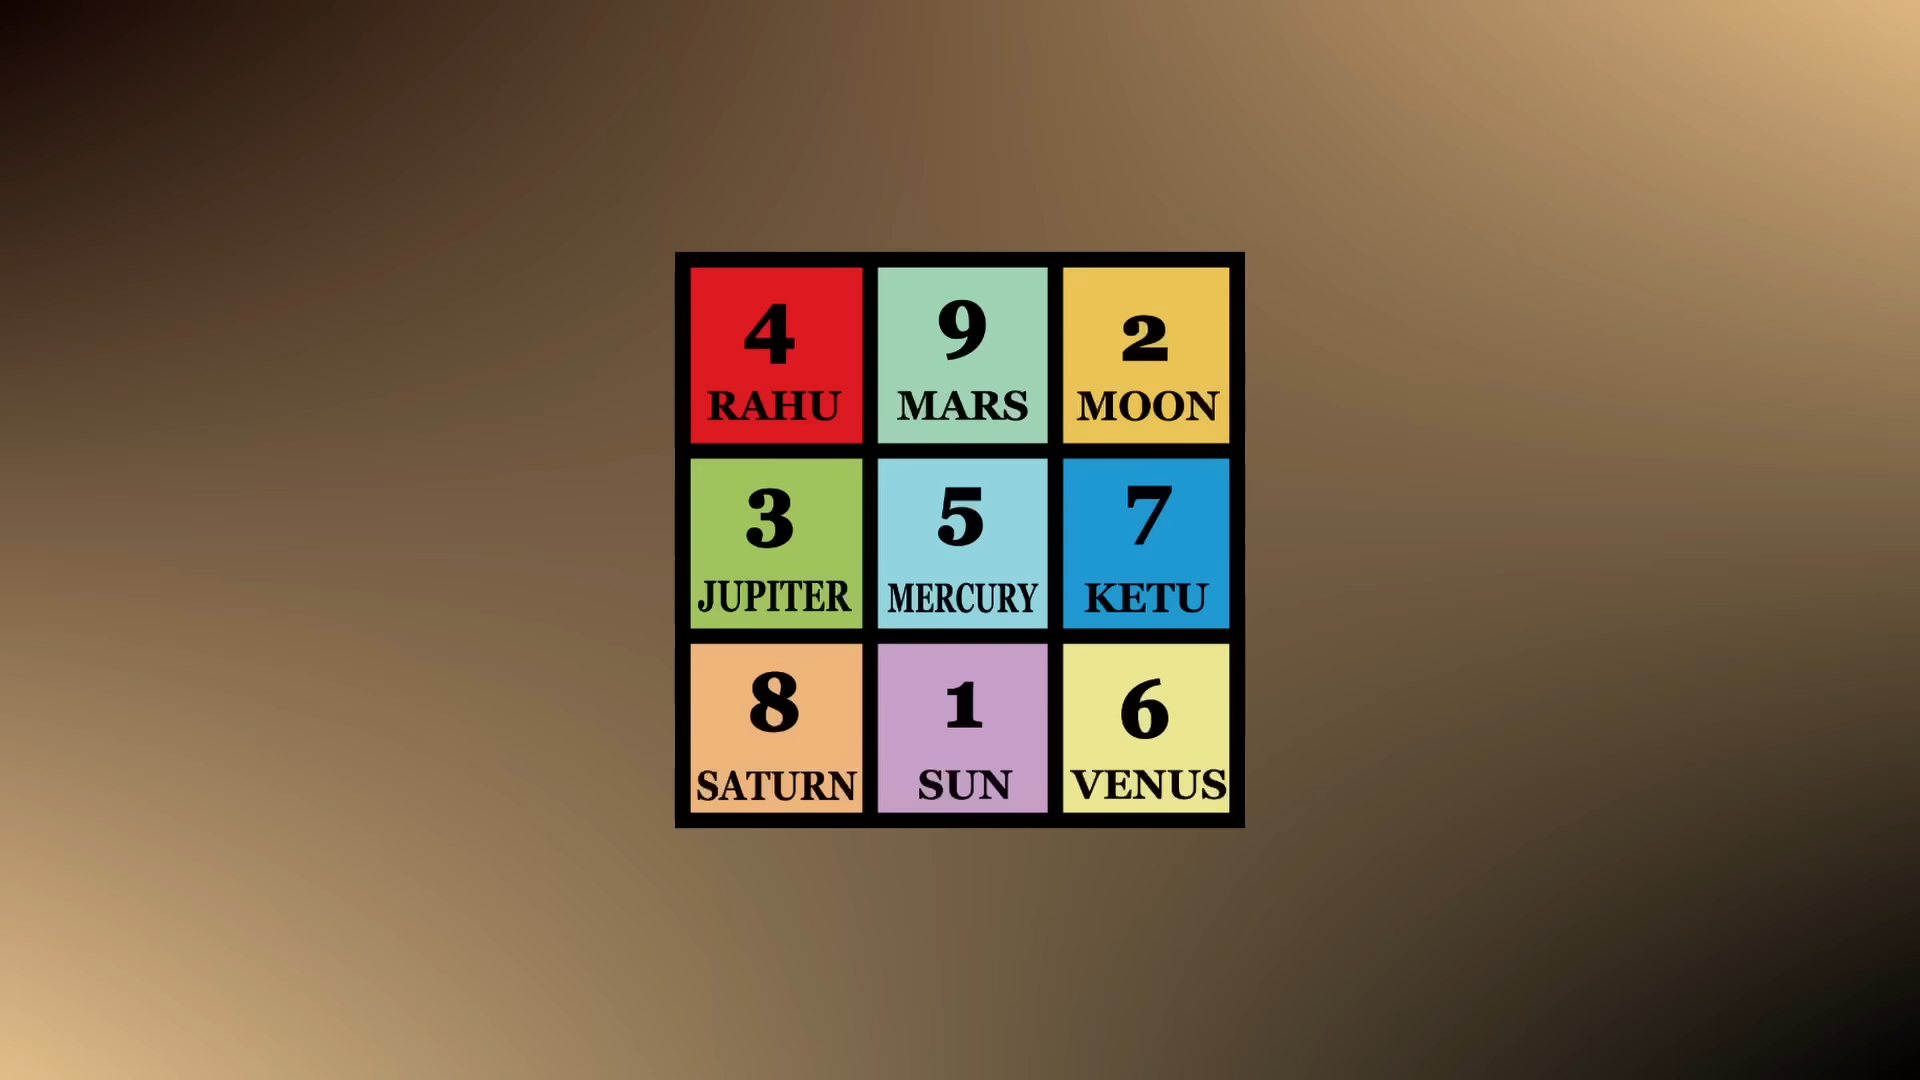 4 9 2
RAHU MARS MOON
3 5 7
JUPITER MERCURY KETU
8 1 6
SATURN SUN VENUS